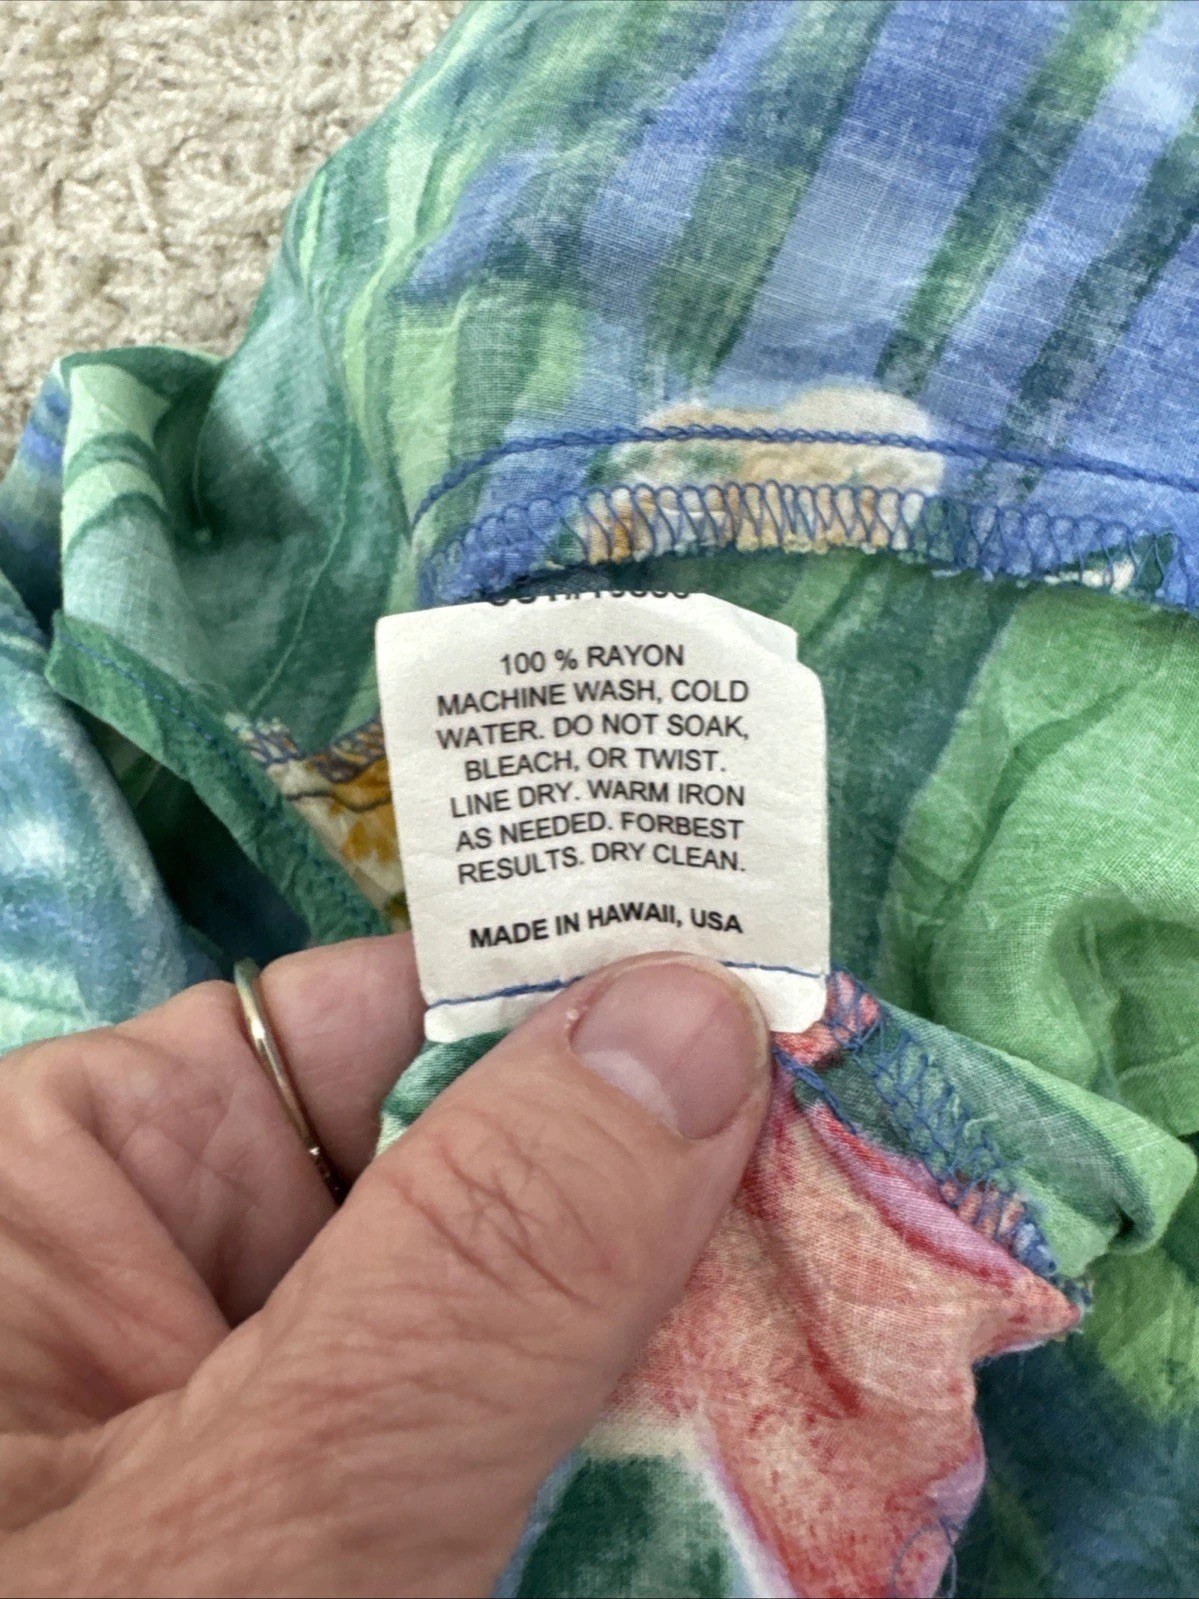 100 % RAYON
MACHINE WASH, COLD
WATER. DO NOT SOAK,
BLEACH, OR TWIST.
LINE DRY. WARM IRON
AS NEEDED. FORBEST
RESULTS. DRY CLEAN.
MADE IN HAWAII, USA